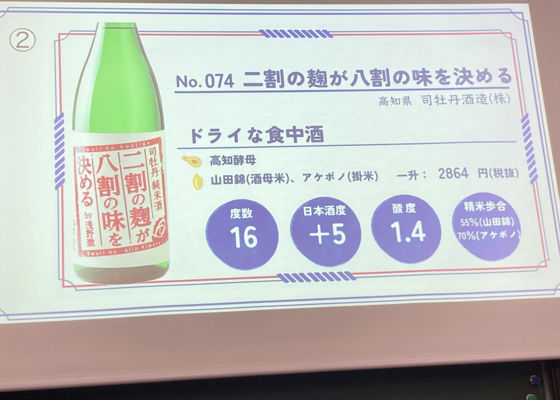 ②
No.074 二割の麹が八割の味を決める
高知県 司牡丹酒造(株)
ドライな食中酒
高知酵母
山田錦(酒母米)、アケボノ(掛米) 一升： 2864 円(税抜)
度数
16
日本酒度
+5
酸度
1.4
精米歩合
55%(山田錦)
70%(アケボノ)
司牡丹 純米酒
二割の麹が
八割の味を
決める
by 浅野徹